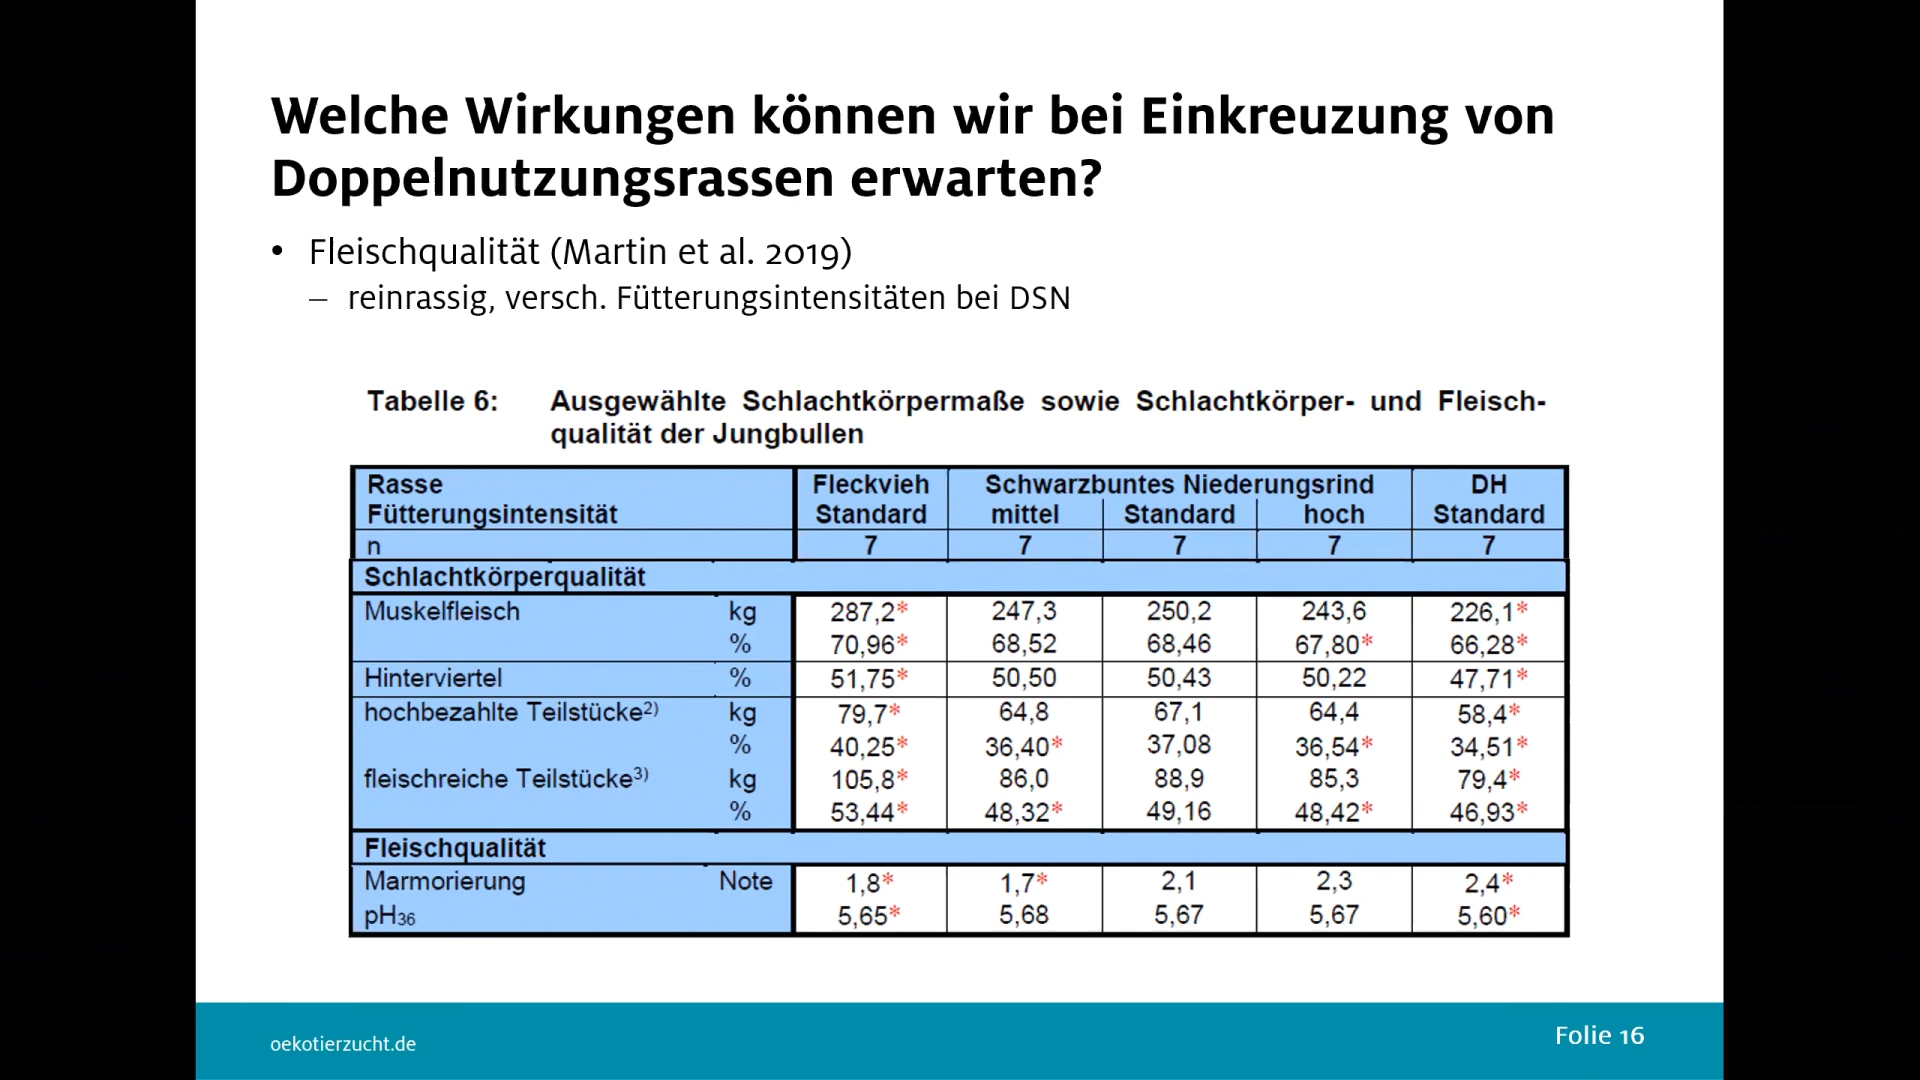 Welche Wirkungen können wir bei Einkreuzung von
Doppelnutzungsrassen erwarten?
• Fleischqualität (Martin et al. 2019)
– reinrassig, versch. Fütterungsintensitäten bei DSN
Tabelle 6: Ausgewählte Schlachtkörpermaße sowie Schlachtkörper- und Fleisch-
qualität der Jungbullen
Rasse Fleckvieh Schwarzbuntes Niederungsrind DH
Fütterungsintensität Standard mittel Standard hoch Standard
n 7 7 7 7 7
Schlachtkörperqualität
Muskelfleisch kg 287,2* 247,3 250,2 243,6 226,1*
% 70,96* 68,52 68,46 67,80* 66,28*
Hinterviertel % 51,75* 50,50 50,43 50,22 47,71*
hochbezahlte Teilstücke2) kg 79,7* 64,8 67,1 64,4 58,4*
% 40,25* 36,40* 37,08 36,54* 34,51*
fleischreiche Teilstücke3) kg 105,8* 86,0 88,9 85,3 79,4*
% 53,44* 48,32* 49,16 48,42* 46,93*
Fleischqualität
Marmorierung Note 1,8* 1,7* 2,1 2,3 2,4*
pH36 5,65* 5,68 5,67 5,67 5,60*
oekotierzucht.de
Folie 16